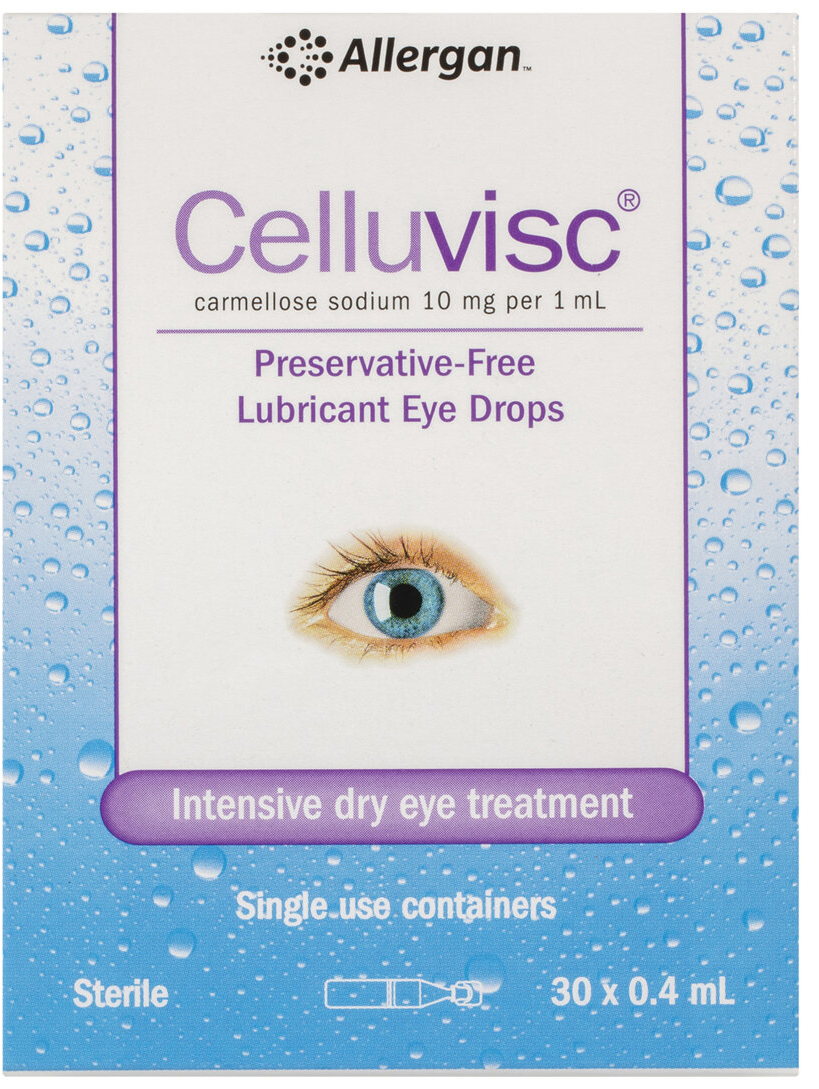 Allergan™
Celluvisc®
carmellose sodium 10 mg per 1 mL
Preservative-Free
Lubricant Eye Drops
Intensive dry eye treatment
Single use containers
Sterile
30 x 0.4 mL